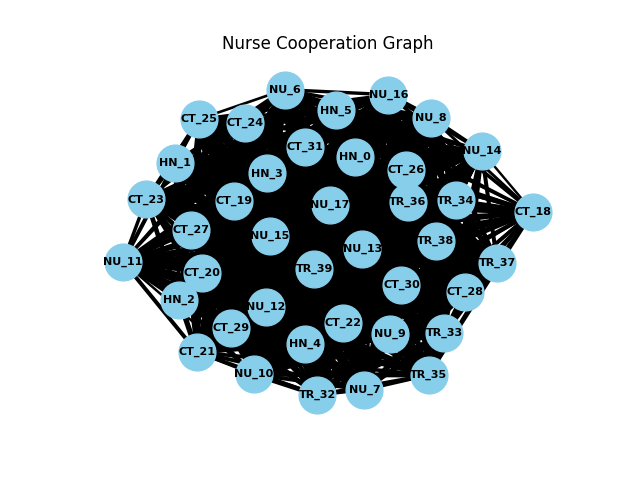 Nurse Cooperation Graph
NU_6
NU_16
HN_5
NU_8
CT_25
CT_24
CT_31
NU_14
HN_0
HN_1
CT_26
HN_3
CT_23
CT_19
TR_36
TR_34
NU_17
CT_18
CT_27
NU_15
TR_38
NU_13
NU_11
TR_37
TR_39
CT_20
CT_30
CT_28
HN_2
NU_12
CT_22
CT_29
NU_9
TR_33
HN_4
CT_21
NU_10
TR_35
NU_7
TR_32